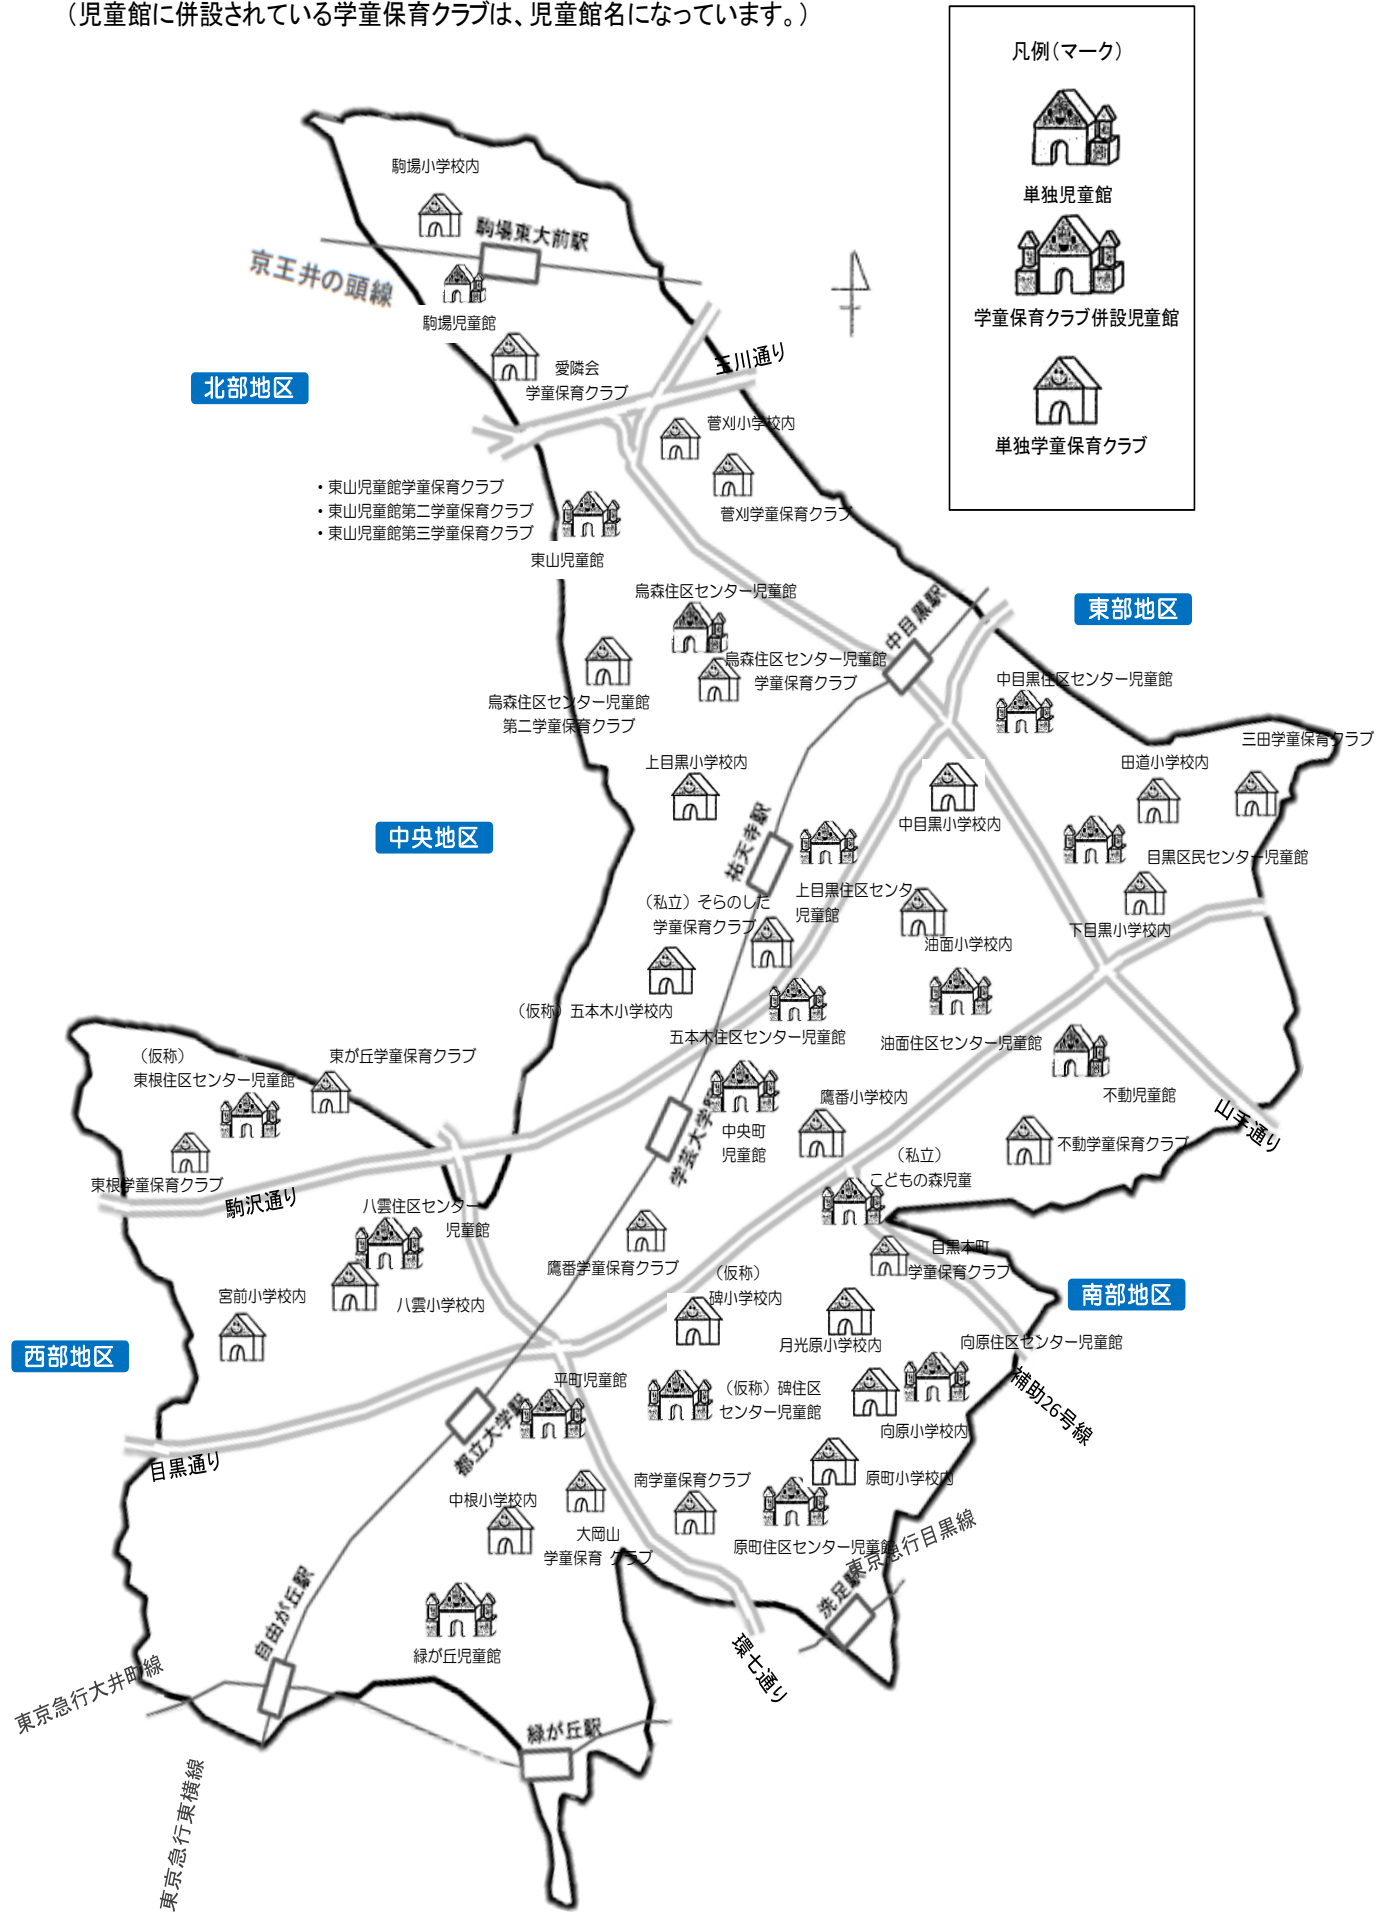 （児童館に併設されている学童保育クラブは、児童館名になっています。）
凡例（マーク）
単独児童館
学童保育クラブ併設児童館
単独学童保育クラブ
駒場小学校内
駒場東大前駅
京王井の頭線
駒場児童館
愛隣会
学童保育クラブ
玉川通り
北部地区
菅刈小学校内
菅刈学童保育クラブ
・東山児童館学童保育クラブ
・東山児童館第二学童保育クラブ
・東山児童館第三学童保育クラブ
東山児童館
烏森住区センター児童館
中目黒駅
東部地区
烏森住区センター児童館
学童保育クラブ
中目黒住区センター児童館
烏森住区センター児童館
第二学童保育クラブ
三田学童保育クラブ
上目黒小学校内
田道小学校内
中目黒小学校内
中央地区
祐天寺駅
目黒区民センター児童館
上目黒住区センター
児童館
（私立）そらのした
学童保育クラブ
下目黒小学校内
油面小学校内
（仮称）五本木小学校内
五本木住区センター児童館
油面住区センター児童館
（仮称）
東根住区センター児童館
東が丘学童保育クラブ
不動児童館
鷹番小学校内
山手通り
学芸大学駅
中央町
児童館
不動学童保育クラブ
（私立）
こどもの森児童
東根学童保育クラブ
駒沢通り
八雲住区センター
児童館
目黒本町
学童保育クラブ
鷹番学童保育クラブ
（仮称）
碑小学校内
南部地区
宮前小学校内
八雲小学校内
月光原小学校内
向原住区センター児童館
西部地区
平町児童館
（仮称）碑住区
センター児童館
補助26号線
都立大学駅
向原小学校内
目黒通り
原町小学校内
南学童保育クラブ
中根小学校内
大岡山
学童保育 クラブ
原町住区センター児童館
東京急行目黒線
洗足駅
自由が丘駅
緑が丘児童館
環七通り
東京急行大井町線
緑が丘駅
東京急行東横線